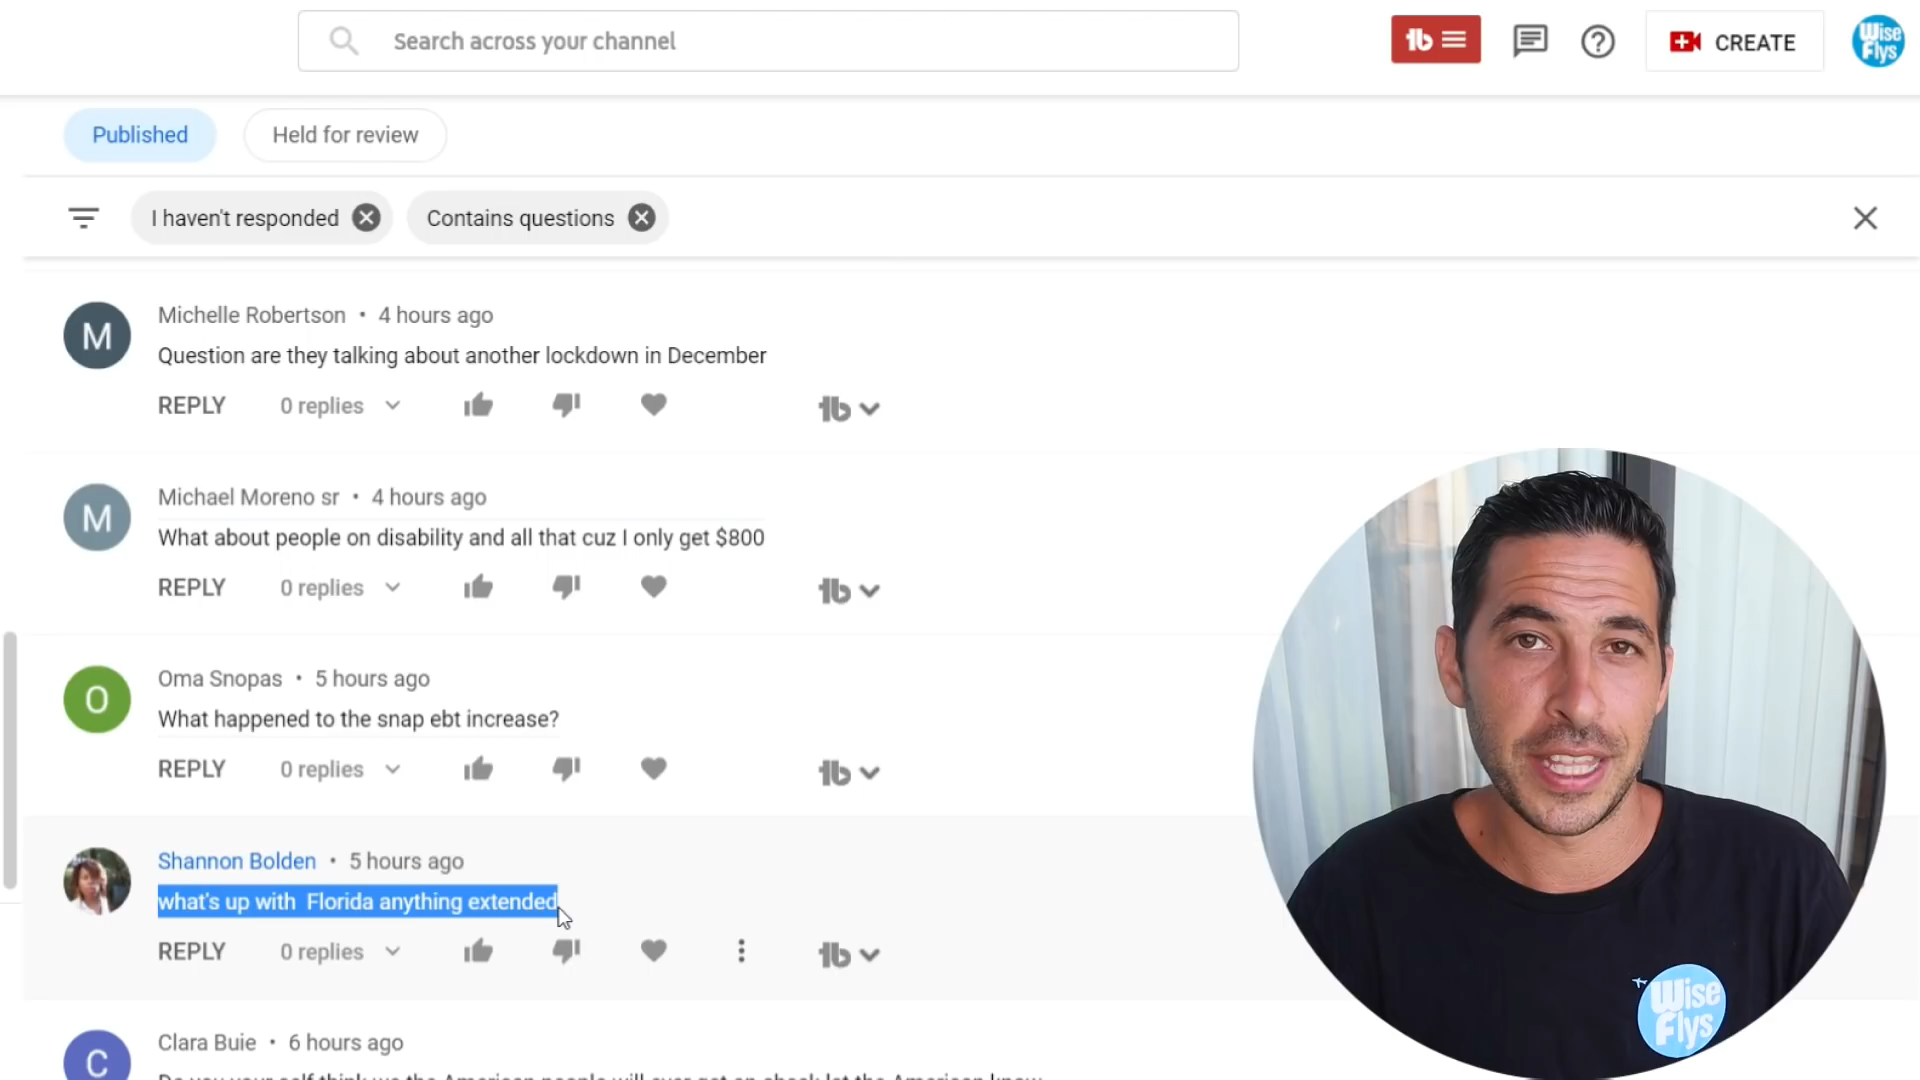 Search across your channel
CREATE
Wise
Flys
Published
Held for review
I haven't responded
Contains questions
M
Michelle Robertson • 4 hours ago
Question are they talking about another lockdown in December
REPLY 0 replies
M
Michael Moreno sr • 4 hours ago
What about people on disability and all that cuz I only get $800
REPLY 0 replies
O
Oma Snopas • 5 hours ago
What happened to the snap ebt increase?
REPLY 0 replies
Shannon Bolden • 5 hours ago
what's up with Florida anything extended
REPLY 0 replies
C
Clara Buie • 6 hours ago
Wise
Flys